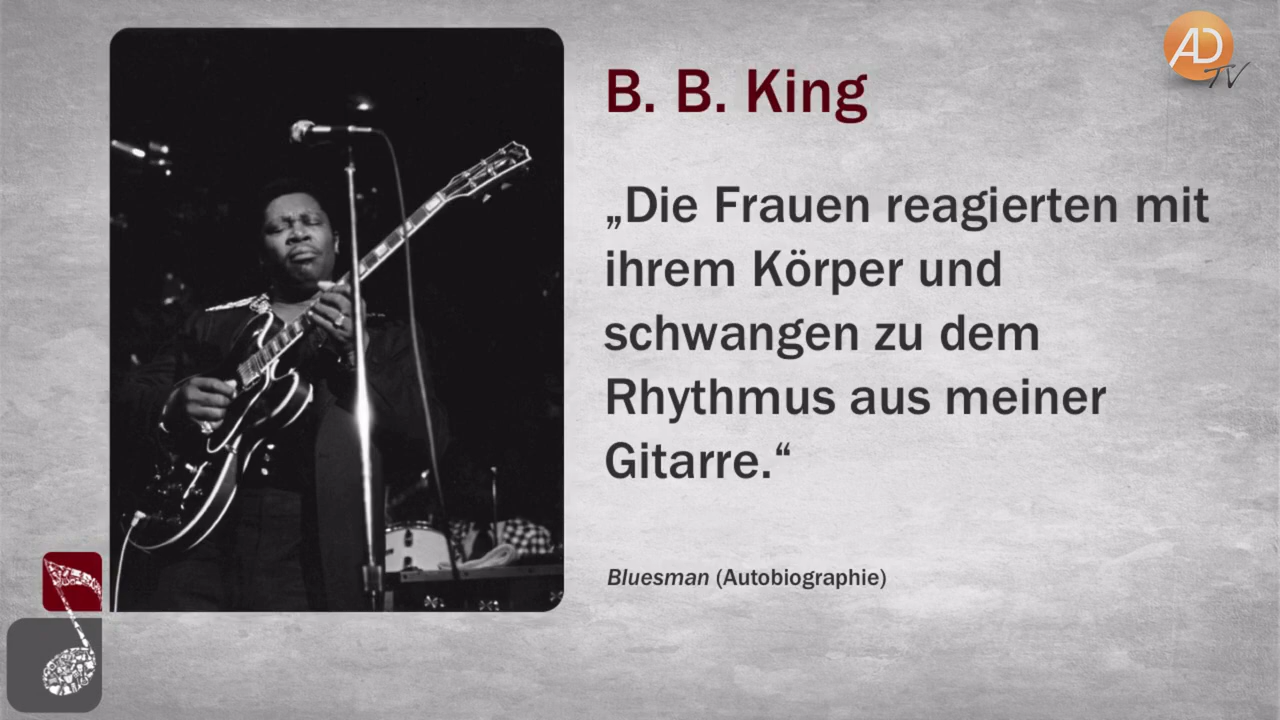 AD
TV
B. B. King
„Die Frauen reagierten mit
ihrem Körper und
schwangen zu dem
Rhythmus aus meiner
Gitarre.“
Bluesman (Autobiographie)